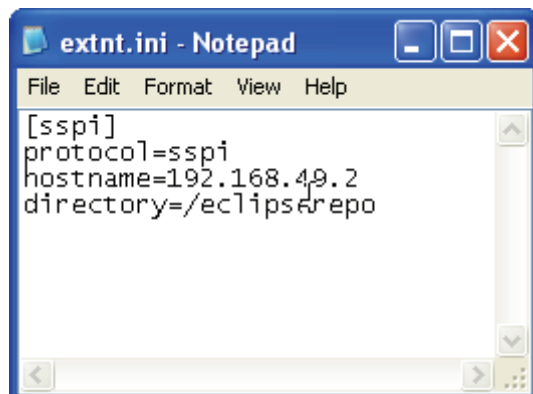 extnt.ini - Notepad
File Edit Format View Help
[sspi]
protocol=sspi
hostname=192.168.49.2
directory=/eclipserepo